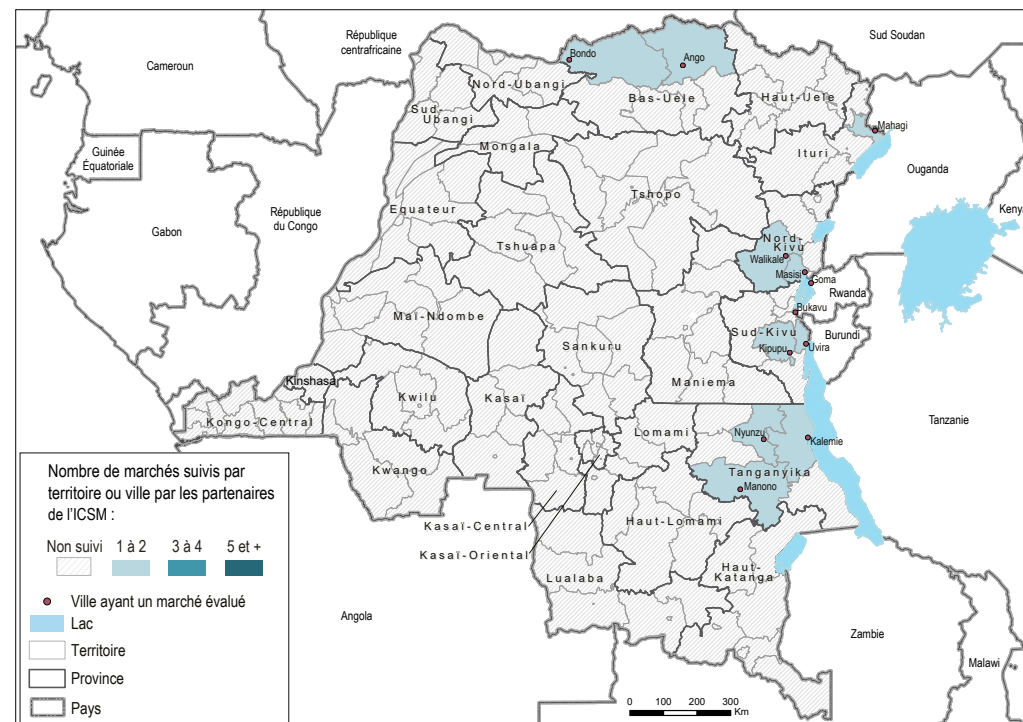 République
centrafricaine
Sud Soudan
Cameroun
Bondo
Ango
Nord-Ubangi
Bas-Uele
Haut-Uele
Sud-
Ubangi
Mahagi
Mongala
Ituri
Guinée
Équatoriale
Ouganda
Tshopo
Kenya
Equateur
République
du Congo
Gabon
Tshuapa
Nord-
Kivu
Walikale
Masisi
Goma
Rwanda
Bukavu
Maï-Ndombe
Sud-Kivu
Burundi
Sankuru
Kipupu
Uvira
Kinshasa
Maniema
Kwilu
Kasaï
Tanzanie
Kongo-Central
Lomami
Nyunzu
Kalemie
Kwango
Tanganyika
Manono
Kasaï-Central
Haut-Lomami
Kasaï-Oriental
Haut-
Katanga
Lualaba
Angola
Zambie
Malawi
Nombre de marchés suivis par
territoire ou ville par les partenaires
de l'ICSM :
Non suivi 1 à 2 3 à 4 5 et +
Ville ayant un marché évalué
Lac
Territoire
Province
Pays
0 100 200 300
Km